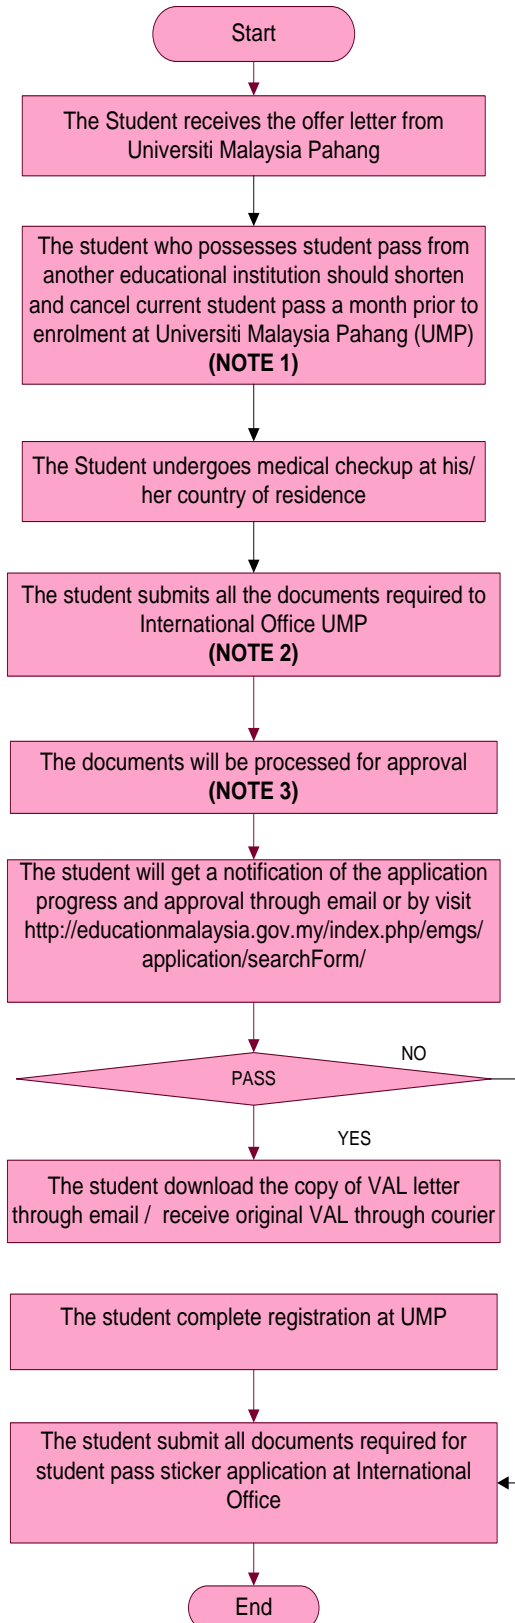 Start
The Student receives the offer letter from
Universiti Malaysia Pahang
The student who possesses student pass from
another educational institution should shorten
and cancel current student pass a month prior to
enrolment at Universiti Malaysia Pahang (UMP)
(NOTE 1)
The Student undergoes medical checkup at his/
her country of residence
The student submits all the documents required to
International Office UMP
(NOTE 2)
The documents will be processed for approval
(NOTE 3)
The student will get a notification of the application
progress and approval through email or by visit
http://educationmalaysia.gov.my/index.php/emgs/
application/searchForm/
NO
PASS
YES
The student download the copy of VAL letter
through email /  receive original VAL through courier
The student complete registration at UMP
The student submit all documents required for
student pass sticker application at International
Office
End